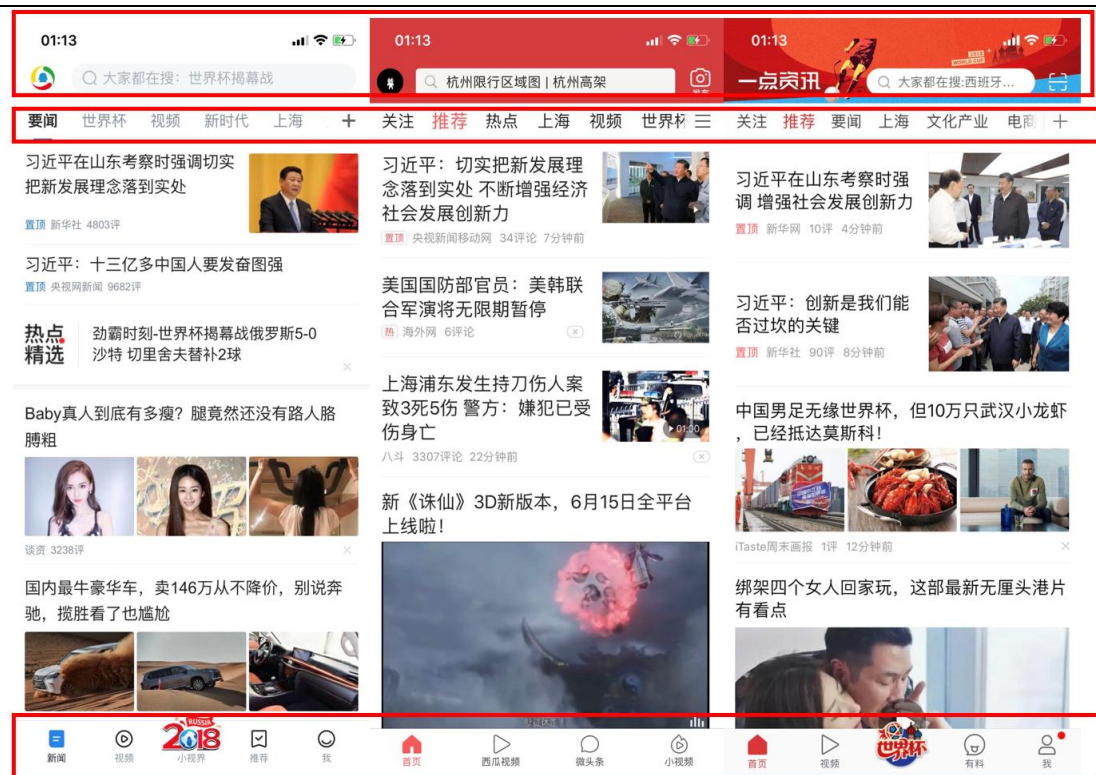 01:13
大家都在搜：世界杯揭幕战
要闻 世界杯 视频 新时代 上海 +
习近平在山东考察时强调切实
把新发展理念落到实处
置顶 新华社 4803评
习近平：十三亿多中国人要发奋图强
置顶 央视网新闻 9682评
热点
精选
劲霸时刻-世界杯揭幕战俄罗斯5-0
沙特 切里舍夫替补2球
Baby真人到底有多瘦？腿竟然还没有路人胳
膊粗
谈资 3238评
国内最牛豪华车，卖146万从不降价，别说奔
驰，揽胜看了也尴尬
新闻 视频 RUSSIA 2018 小视界 推荐 我
01:13
杭州限行区域图 | 杭州高架
发布
关注 推荐 热点 上海 视频 世界杯
习近平：切实把新发展理
念落到实处 不断增强经济
社会发展创新力
置顶 央视新闻移动网 34评论 7分钟前
美国国防部官员：美韩联
合军演将无限期暂停
热 海外网 6评论
上海浦东发生持刀伤人案
致3死5伤 警方：嫌犯已受
伤身亡
01:00
八斗 3307评论 22分钟前
新《诛仙》3D新版本，6月15日全平台
上线啦！
首页 西瓜视频 微头条 小视频
01:13
2018
WORLD CUP
一点资讯
大家都在搜:西班牙...
关注 推荐 要闻 上海 文化产业 电商 +
习近平在山东考察时强
调 增强社会发展创新力
置顶 新华网 10评 4分钟前
习近平：创新是我们能
否过坎的关键
置顶 新华社 90评 8分钟前
中国男足无缘世界杯，但10万只武汉小龙虾
，已经抵达莫斯科！
iTaste周末画报 1评 12分钟前
绑架四个女人回家玩，这部最新无厘头港片
有看点
首页 视频 世界杯 有料 我